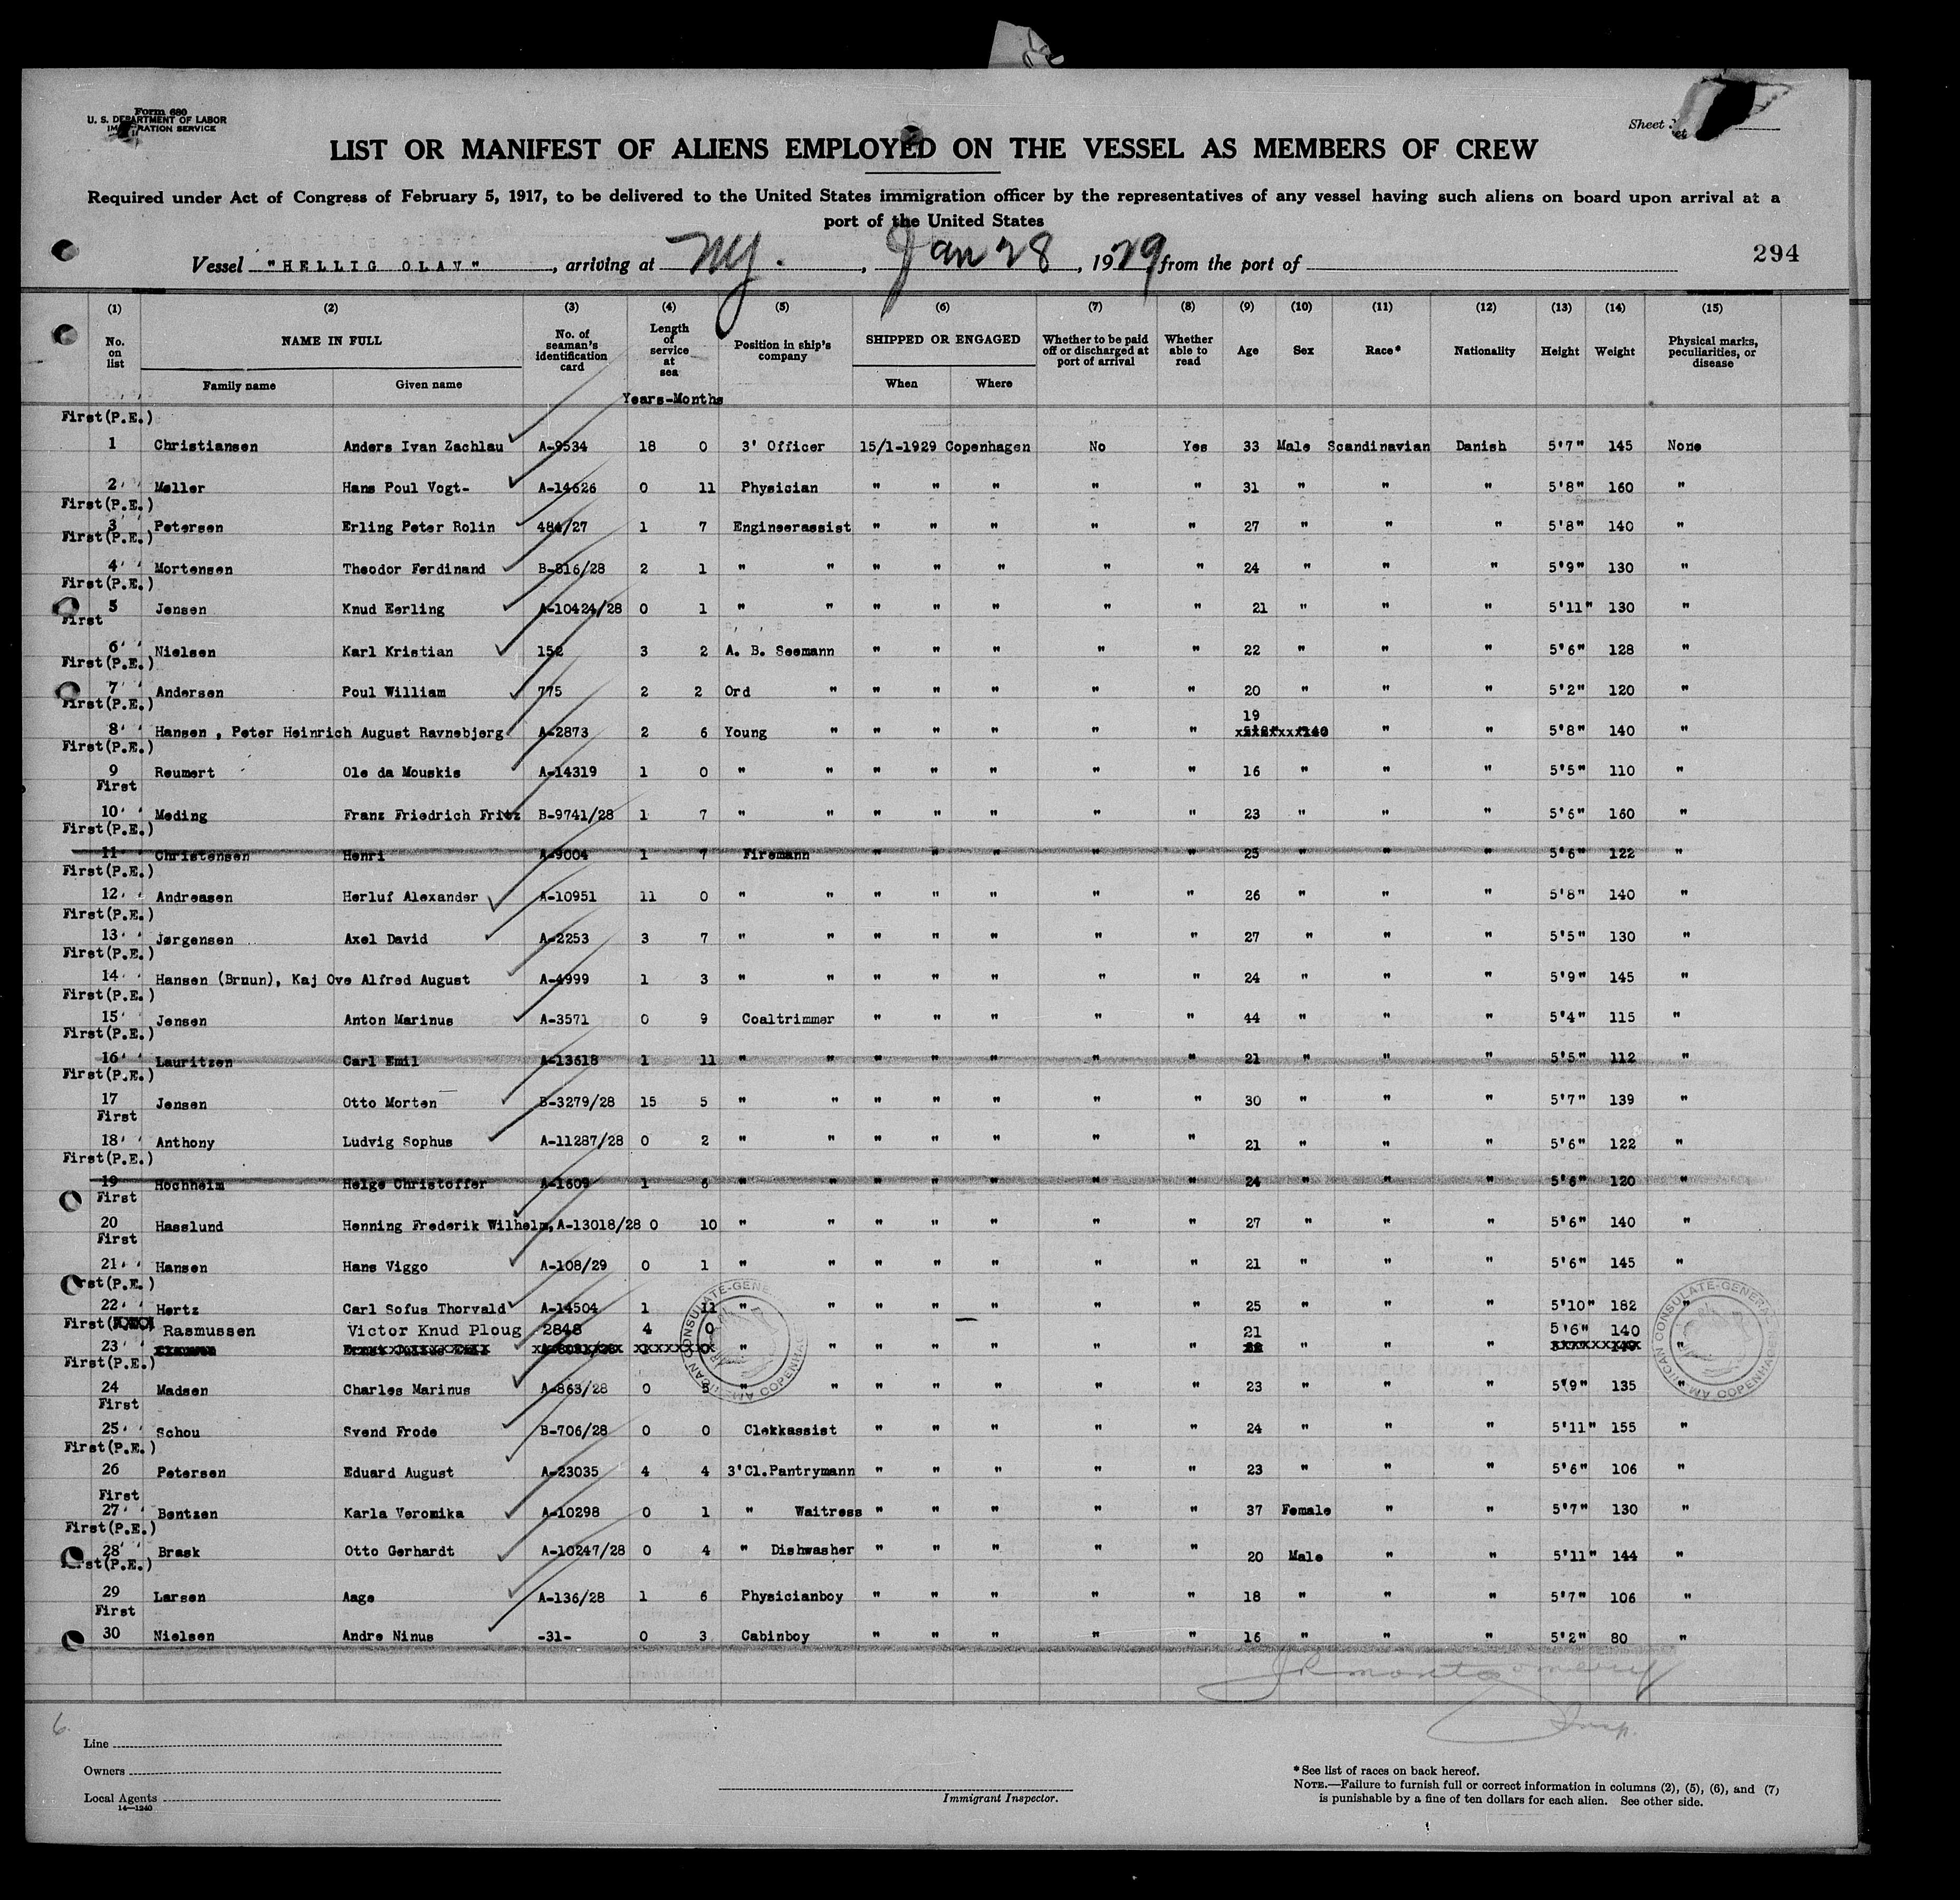 Form 680
U. S. DEPARTMENT OF LABOR
IMMIGRATION SERVICE
Sheet
LIST OR MANIFEST OF ALIENS EMPLOYED ON THE VESSEL AS MEMBERS OF CREW
Required under Act of Congress of February 5, 1917, to be delivered to the United States immigration officer by the representatives of any vessel having such aliens on board upon arrival at a
port of the United States
Vessel "HELLIG OLAV", arriving at NY., Jan 28, 1929, from the port of
294
(1) (2) (3) (4) (5) (6) (7) (8) (9) (10) (11) (12) (13) (14) (15)
No. on list NAME IN FULL Family name Given name No. of seaman's identification card Length of service at sea Position in ship's company SHIPPED OR ENGAGED When Where Whether to be paid off or discharged at port of arrival Whether able to read Age Sex Race* Nationality Height Weight Physical marks, peculiarities, or disease
Years-Months
First(P.E.)
1 Christiansen Anders Ivan Zachlau A-9534 18 0 3' Officer 15/1-1929 Copenhagen No Yes 33 Male Scandinavian Danish 5'7" 145 None
2 Møller Hans Poul Vogt- A-14626 0 11 Physician " " " " " 31 " " " 5'8" 160 "
First(P.E.)
3 Petersen Erling Peter Rolin 484/27 1 7 Engineerassist " " " " " 27 " " " 5'8" 140 "
First(P.E.)
4 Mortensen Theodor Ferdinand B-816/28 2 1 " " " " " " " 24 " " " 5'9" 130 "
First(P.E.)
5 Jensen Knud Eerling A-10424/28 0 1 " " " " " " " 21 " " " 5'11" 130 "
First
6 Nielsen Karl Kristian 152 3 2 A. B. Seemann " " " " " 22 " " " 5'6" 128 "
First(P.E.)
7 Andersen Poul William 775 2 2 Ord " " " " " " 20 " " " 5'2" 120 "
First(P.E.)
19
8 Hansen , Peter Heinrich August Ravnebjerg A-2873 2 6 Young " " " " " " " " 5'8" 140 "
First(P.E.)
9 Reumert Ole da Mouskis A-14319 1 0 " " " " " " " 16 " " " 5'5" 110 "
First
10 Meding Franz Friedrich Fritz B-9741/28 1 7 " " " " " " " 23 " " " 5'6" 160 "
First(P.E.)
11 Christensen Henri A-9004 1 7 Firemann " " " " " 25 " " " 5'6" 122 "
First(P.E.)
12 Andreasen Herluf Alexander A-10951 11 0 " " " " " " " 26 " " " 5'8" 140 "
First(P.E.)
13 Jørgensen Axel David A-2253 3 7 " " " " " " " 27 " " " 5'5" 130 "
First(P.E.)
14 Hansen (Bruun), Kaj Ove Alfred August A-4999 1 3 " " " " " " " 24 " " " 5'9" 145 "
First(P.E.)
15 Jensen Anton Marinus A-3571 0 9 Coaltrimmer " " " " " 44 " " " 5'4" 115 "
First(P.E.)
16 Lauritzen Carl Emil A-13618 1 11 " " " " " " " 21 " " " 5'5" 112 "
First(P.E.)
17 Jensen Otto Morten B-3279/28 15 5 " " " " " " " 30 " " " 5'7" 139 "
First
18 Anthony Ludvig Sophus A-11287/28 0 2 " " " " " " " 21 " " " 5'6" 122 "
First(P.E.)
19 Hochheim Helge Christoffer A-1609 1 6 " " " " " " " 24 " " " 5'6" 120 "
First
20 Hasslund Henning Frederik Wilhelm, A-13018/28 0 10 " " " " " " " 27 " " " 5'6" 140 "
First
21 Hansen Hans Viggo A-108/29 0 1 " " " " " " " 21 " " " 5'6" 145 "
First(P.E.)
22 Hertz Carl Sofus Thorvald A-14504 1 11 " " " " " " " 25 " " " 5'10" 182 "
First
23 Rasmussen Victor Knud Ploug 2848 4 0 " " " " " " " 21 " " " 5'6" 140 "
First(P.E.)
24 Madsen Charles Marinus A-863/28 0 5 " " " " " " " 23 " " " 5'9" 135 "
First
25 Schou Svend Frode B-706/28 0 0 Clekkassist " " " " " 24 " " " 5'11" 155 "
First(P.E.)
26 Petersen Eduard August A-23035 4 4 3'Cl.Pantrymann " " " " " 23 " " " 5'6" 106 "
First
27 Bentzen Karla Veromika A-10298 0 1 " Waitress " " " " " 37 Female " " 5'7" 130 "
First(P.E.)
28 Brask Otto Gerhardt A-10247/28 0 4 " Dishwasher " " " " " 20 Male " " 5'11" 144 "
First(P.E.)
29 Larsen Aage A-136/28 1 6 Physicianboy " " " " " 18 " " " 5'7" 106 "
First
30 Nielsen Andre Ninus -31- 0 3 Cabinboy " " " " " 16 " " " 5'2" 80 "
AMERICAN CONSULATE-GENERAL COPENHAGEN
AMERICAN CONSULATE-GENERAL COPENHAGEN
JR Montgomery
Insp.
6
Line
Owners
Local Agents
14—1240
Immigrant Inspector.
*See list of races on back hereof.
NOTE.—Failure to furnish full or correct information in columns (2), (5), (6), and (7)
is punishable by a fine of ten dollars for each alien. See other side.